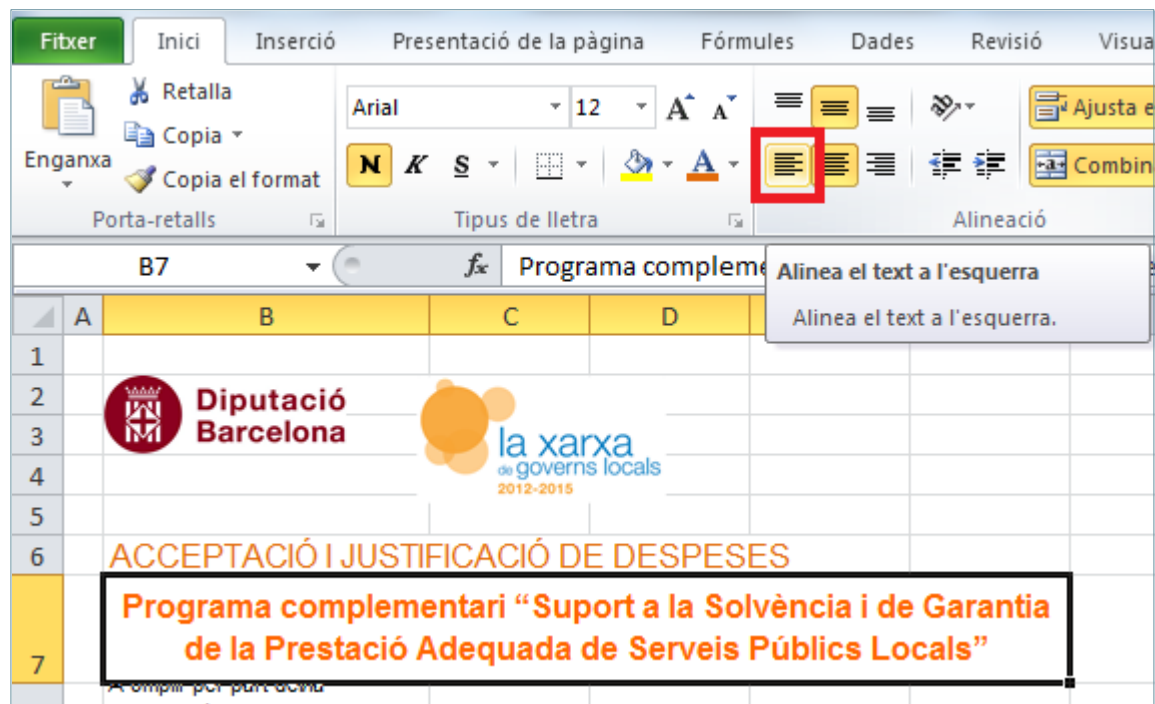 Fitxer Inici Inserció Presentació de la pàgina Fórmules Dades Revisió Visua
Retalla
Copia
Enganxa
Copia el format
Porta-retalls
Arial 12 A A
N K S A
Tipus de lletra
Ajusta e
Combin
Alineació
B7 fx Programa compleme
Alinea el text a l'esquerra
Alinea el text a l'esquerra.
A B C D
1
2
3
4
5
6
7
Diputació
Barcelona
la xarxa
de governs locals
2012-2015
ACCEPTACIÓ I JUSTIFICACIÓ DE DESPESES
Programa complementari “Suport a la Solvència i de Garantia
de la Prestació Adequada de Serveis Públics Locals”